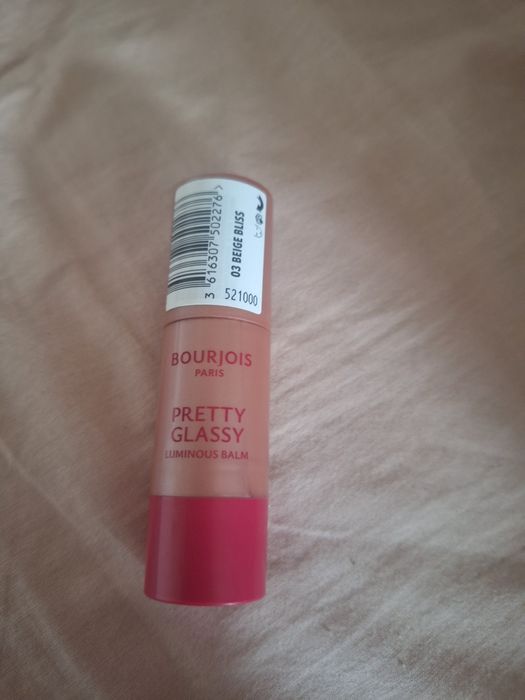 3 616307 502276 >
03 BEIGE BLISS
521000
BOURJOIS
PARIS
PRETTY
GLASSY
LUMINOUS BALM